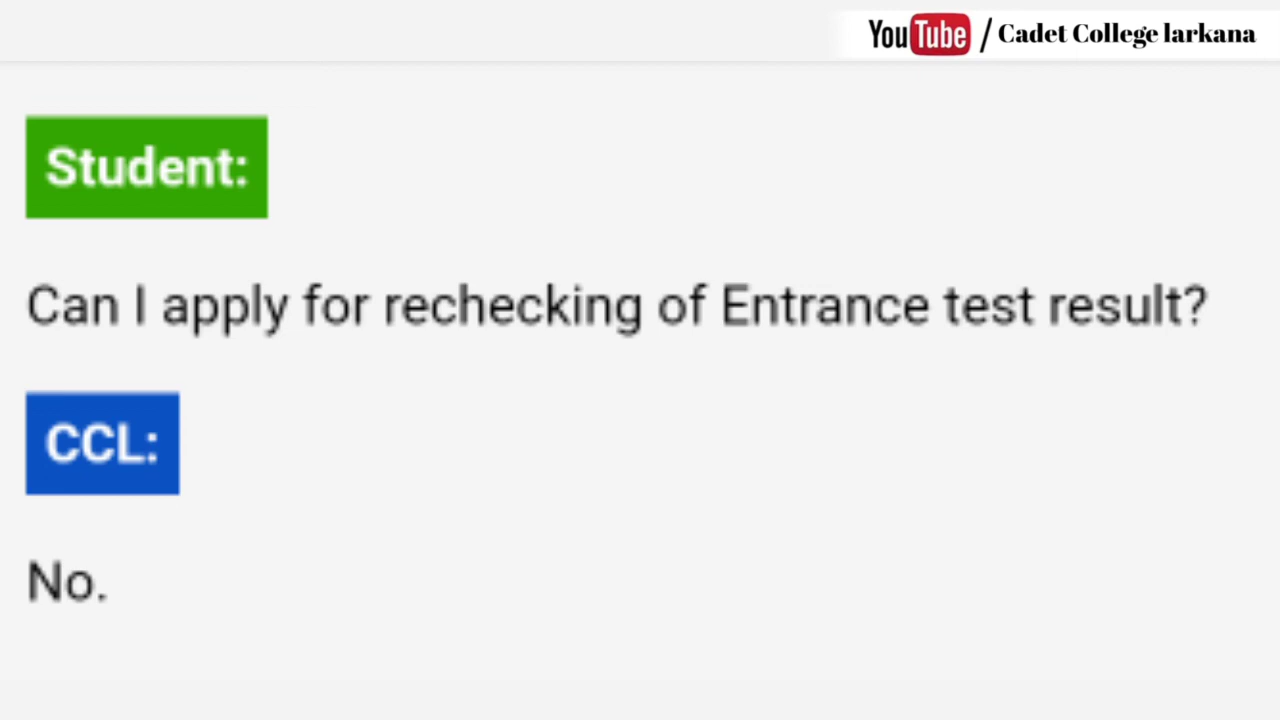 YouTube / Cadet College larkana
Student:
Can I apply for rechecking of Entrance test result?
CCL:
No.